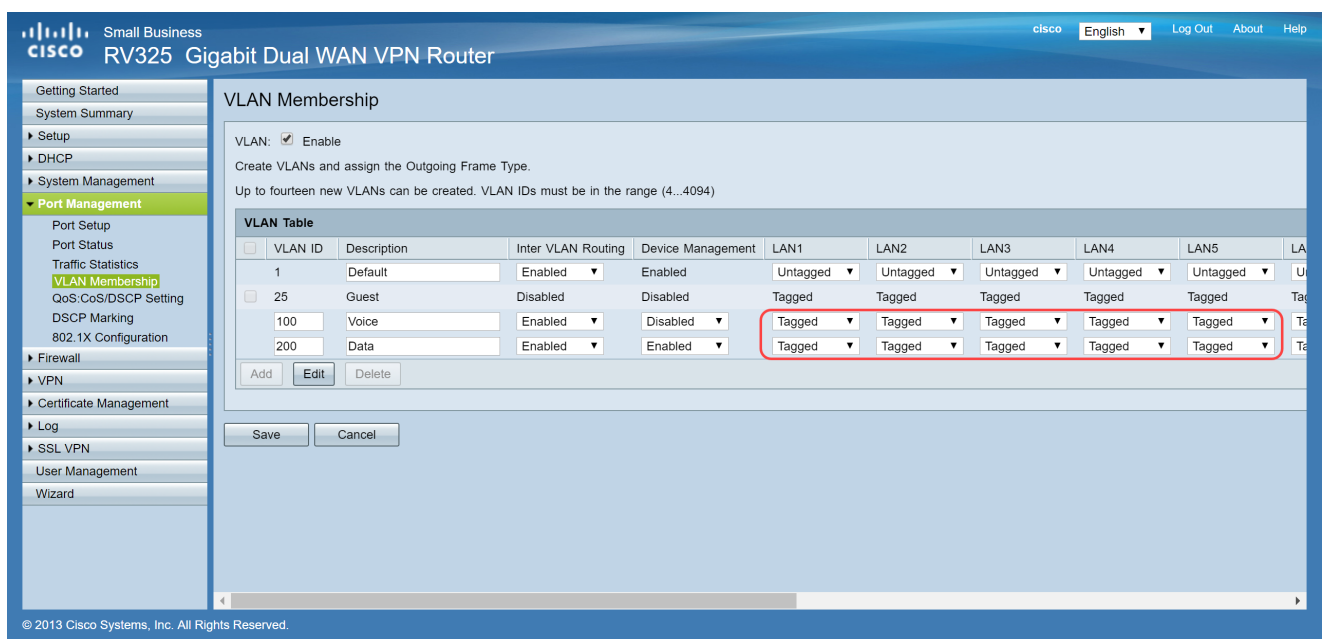 Small Business
cisco English Log Out About Help
CISCO RV325 Gigabit Dual WAN VPN Router
Getting Started
System Summary
Setup
DHCP
System Management
Port Management
Port Setup
Port Status
Traffic Statistics
VLAN Membership
QoS:CoS/DSCP Setting
DSCP Marking
802.1X Configuration
Firewall
VPN
Certificate Management
Log
SSL VPN
User Management
Wizard
VLAN Membership
VLAN: Enable
Create VLANs and assign the Outgoing Frame Type.
Up to fourteen new VLANs can be created. VLAN IDs must be in the range (4...4094)
VLAN Table
VLAN ID Description Inter VLAN Routing Device Management LAN1 LAN2 LAN3 LAN4 LAN5 LA
1 Default Enabled Enabled Untagged Untagged Untagged Untagged Untagged U
25 Guest Disabled Disabled Tagged Tagged Tagged Tagged Tagged Tag
100 Voice Enabled Disabled Tagged Tagged Tagged Tagged Tagged Ta
200 Data Enabled Enabled Tagged Tagged Tagged Tagged Tagged Ta
Add Edit Delete
Save Cancel
© 2013 Cisco Systems, Inc. All Rights Reserved.